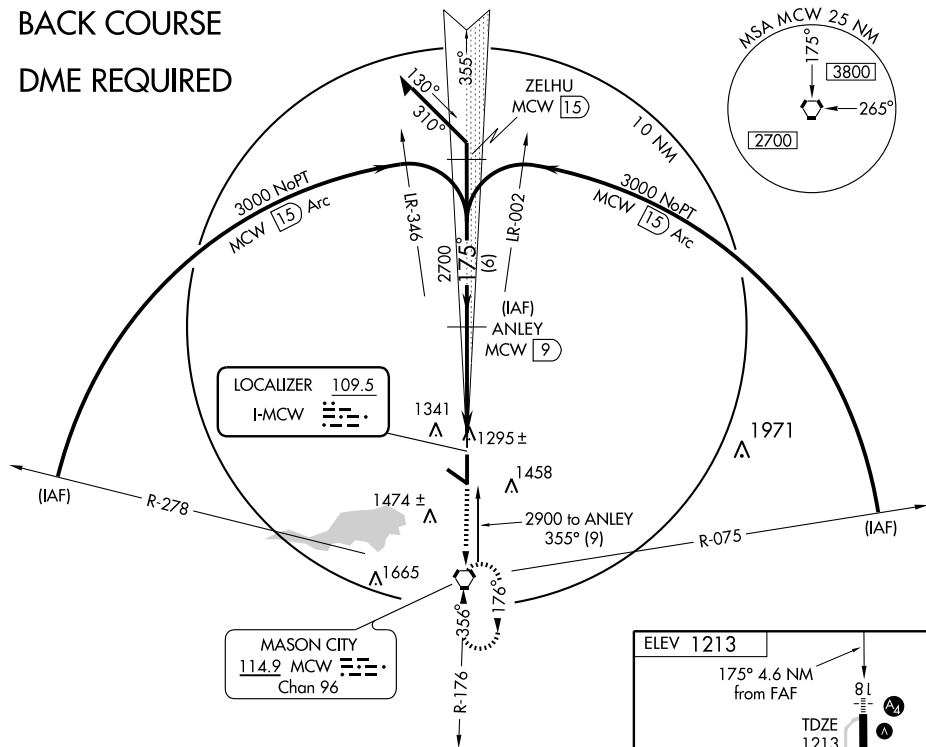 BACK COURSE
DME REQUIRED
MSA MCW 25 NM
175°
3800
265°
2700
355°
130°
310°
ZELHU
MCW 15
10 NM
3000 NoPT
MCW 15 Arc
LR-346
LR-002
3000 NoPT
MCW 15 Arc
2700
175°
(6)
(IAF)
ANLEY
MCW 9
LOCALIZER 109.5
I-MCW
1341
1295 ±
1971
1458
1474 ±
(IAF)
R-278
2900 to ANLEY
355° (9)
R-075
(IAF)
1665
356°
176°
MASON CITY
114.9 MCW
Chan 96
R-176
ELEV 1213
175° 4.6 NM
from FAF
18
A4
TDZE
1213